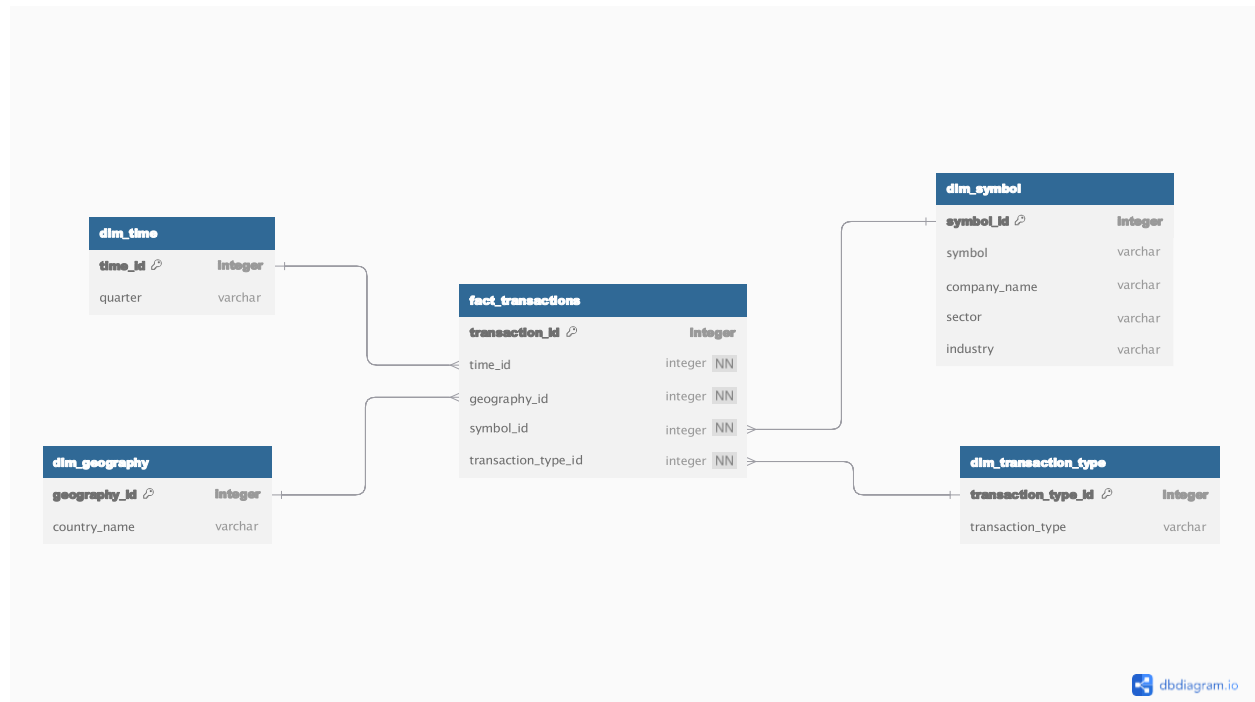 dim_time
time_id integer
quarter varchar
dim_geography
geography_id integer
country_name varchar
fact_transactions
transaction_id integer
time_id integer NN
geography_id integer NN
symbol_id integer NN
transaction_type_id integer NN
dim_symbol
symbol_id integer
symbol varchar
company_name varchar
sector varchar
industry varchar
dim_transaction_type
transaction_type_id integer
transaction_type varchar
dbdiagram.io